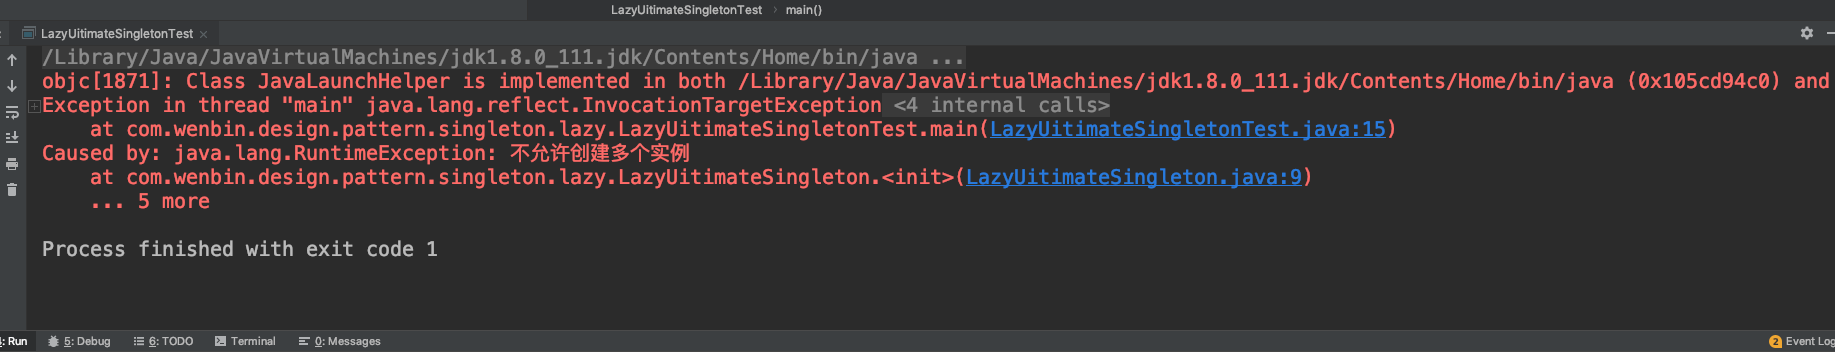 LazyUitimateSingletonTest › main()
LazyUitimateSingletonTest ×
/Library/Java/JavaVirtualMachines/jdk1.8.0_111.jdk/Contents/Home/bin/java ...
objc[1871]: Class JavaLaunchHelper is implemented in both /Library/Java/JavaVirtualMachines/jdk1.8.0_111.jdk/Contents/Home/bin/java (0x105cd94c0) and
Exception in thread "main" java.lang.reflect.InvocationTargetException <4 internal calls>
at com.wenbin.design.pattern.singleton.lazy.LazyUitimateSingletonTest.main(LazyUitimateSingletonTest.java:15)
Caused by: java.lang.RuntimeException: 不允许创建多个实例
at com.wenbin.design.pattern.singleton.lazy.LazyUitimateSingleton.<init>(LazyUitimateSingleton.java:9)
... 5 more
Process finished with exit code 1
: Run 5: Debug 6: TODO Terminal 0: Messages 2 Event Log